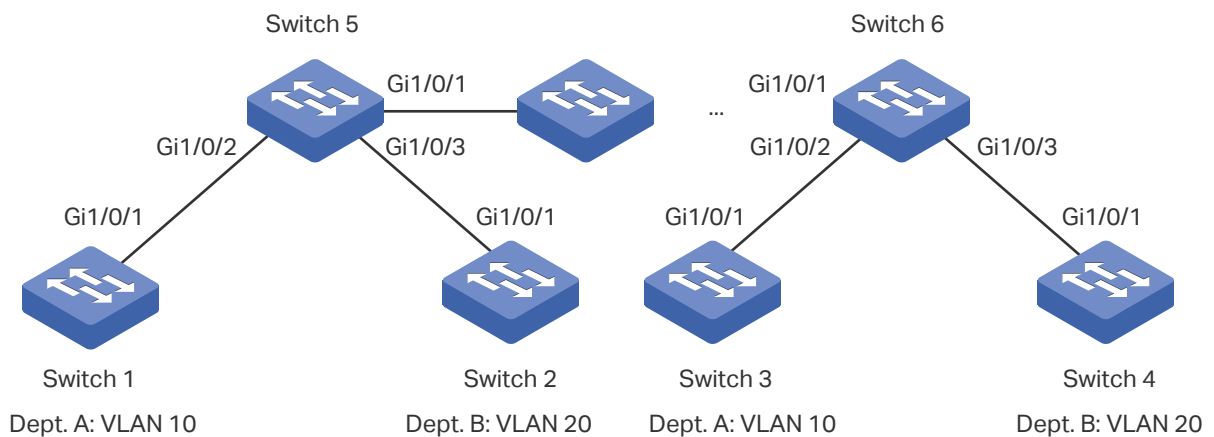 Switch 5
Switch 6
Gi1/0/1
Gi1/0/1
...
Gi1/0/2
Gi1/0/3
Gi1/0/2
Gi1/0/3
Gi1/0/1
Gi1/0/1
Gi1/0/1
Gi1/0/1
Switch 1
Switch 2
Switch 3
Switch 4
Dept. A: VLAN 10
Dept. B: VLAN 20
Dept. A: VLAN 10
Dept. B: VLAN 20